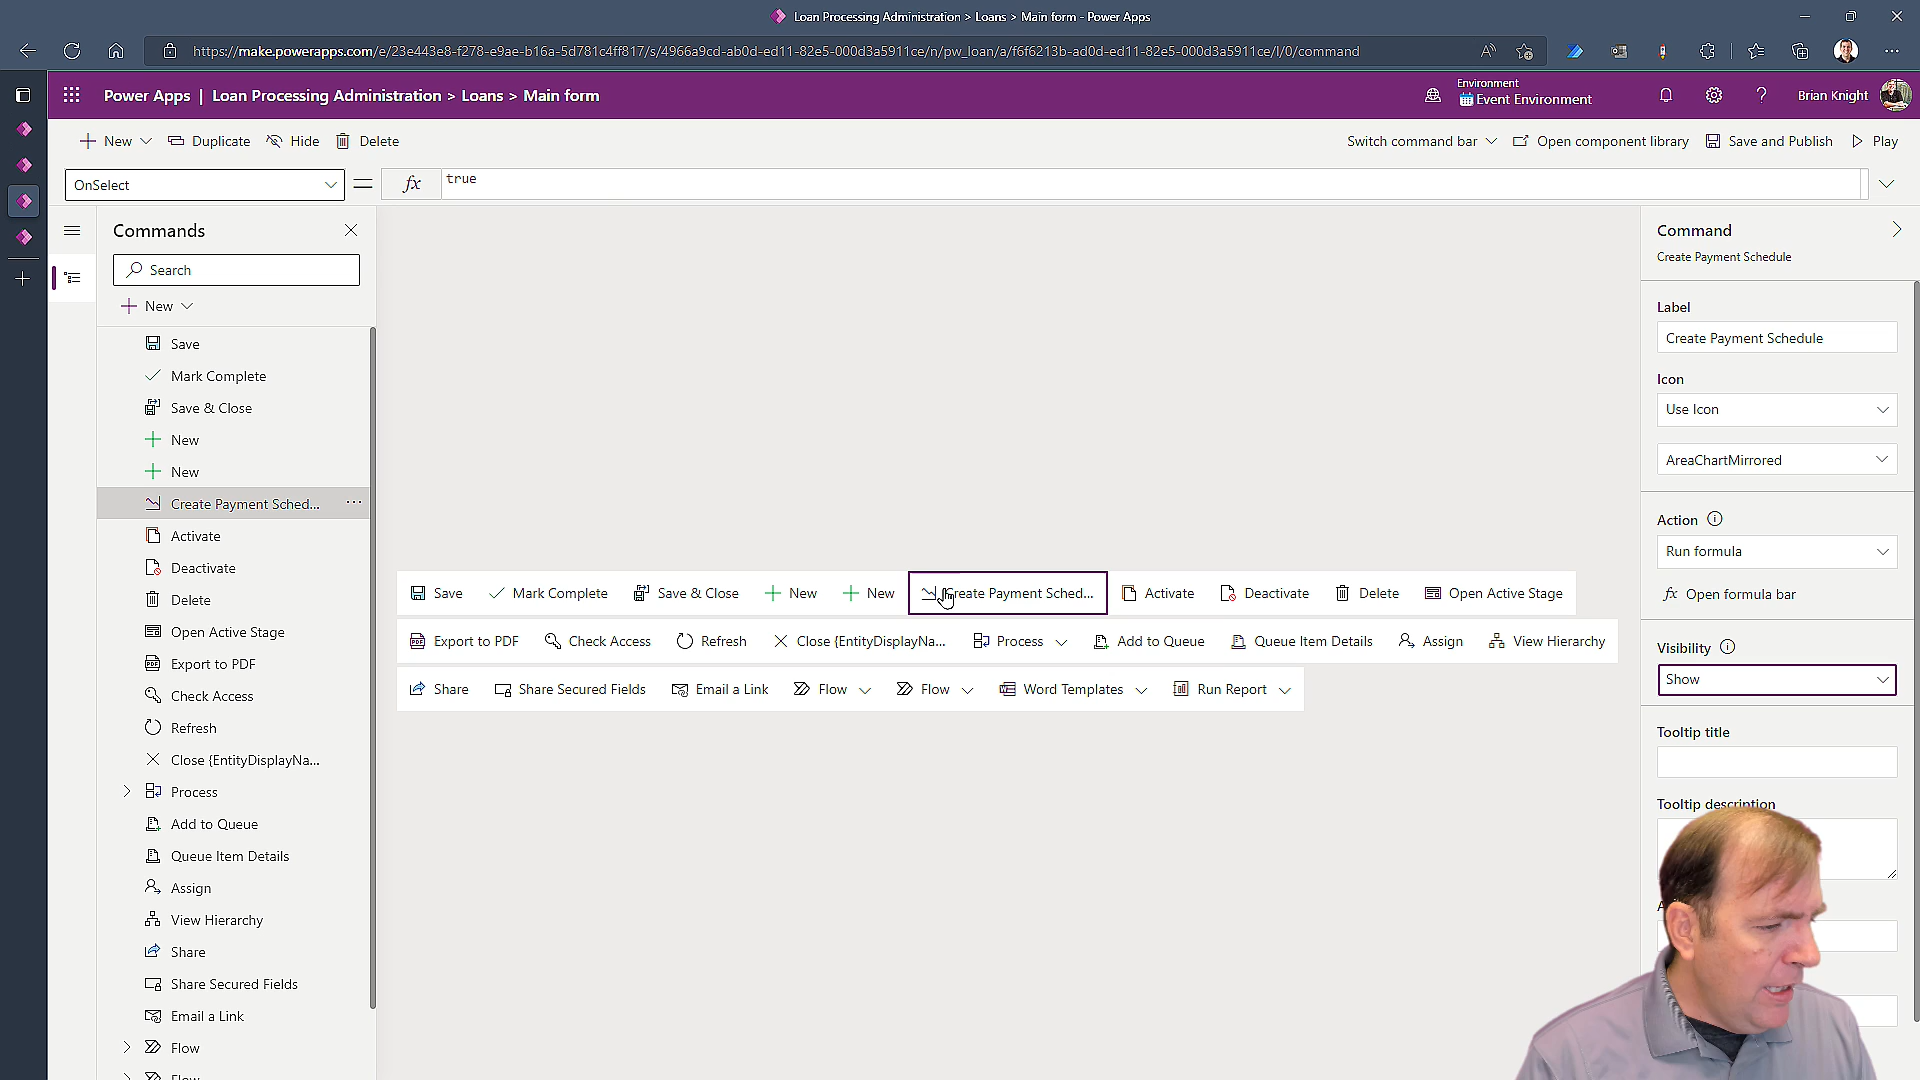 Loan Processing Administration > Loans > Main form - Power Apps
https://make.powerapps.com/e/23e443e8-f278-e9ae-b16a-5d781c4ff817/s/4966a9cd-ab0d-ed11-82e5-000d3a5911ce/n/pw_loan/a/f6f6213b-ad0d-ed11-82e5-000d3a5911ce/l/0/command
Power Apps | Loan Processing Administration > Loans > Main form
Environment
Event Environment
Brian Knight
New Duplicate Hide Delete
Switch command bar Open component library Save and Publish Play
OnSelect = fx true
Commands
Search
New
Save
Mark Complete
Save & Close
New
New
Create Payment Sched... ...
Activate
Deactivate
Delete
Open Active Stage
Export to PDF
Check Access
Refresh
Close {EntityDisplayNa...
Process
Add to Queue
Queue Item Details
Assign
View Hierarchy
Share
Share Secured Fields
Email a Link
Flow
Save Mark Complete Save & Close New New Create Payment Sched... Activate Deactivate Delete Open Active Stage
Export to PDF Check Access Refresh Close {EntityDisplayNa... Process Add to Queue Queue Item Details Assign View Hierarchy
Share Share Secured Fields Email a Link Flow Flow Word Templates Run Report
Command
Create Payment Schedule
Label
Create Payment Schedule
Icon
Use Icon
AreaChartMirrored
Action
Run formula
fx Open formula bar
Visibility
Show
Tooltip title
Tooltip description